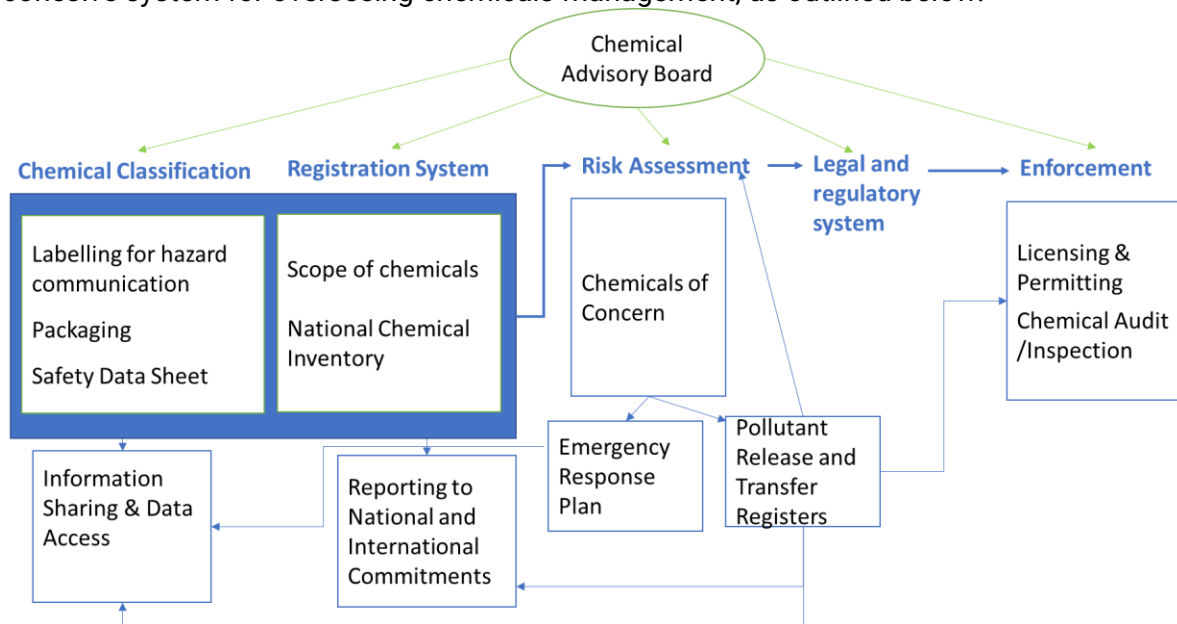 Chemical
Advisory Board
Chemical Classification
Registration System
Risk Assessment
Legal and
regulatory
system
Enforcement
Labelling for hazard
communication
Packaging
Safety Data Sheet
Scope of chemicals
National Chemical
Inventory
Chemicals of
Concern
Licensing &
Permitting
Chemical Audit
/Inspection
Information
Sharing & Data
Access
Reporting to
National and
International
Commitments
Emergency
Response
Plan
Pollutant
Release and
Transfer
Registers